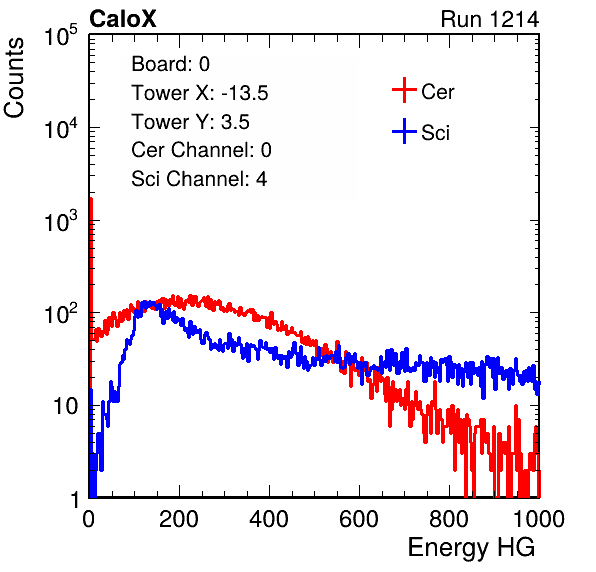 CaloX Run 1214
Counts
10^5
10^4
10^3
10^2
10
1
Board: 0
Tower X: -13.5
Tower Y: 3.5
Cer Channel: 0
Sci Channel: 4
Cer
Sci
0 200 400 600 800 1000
Energy HG